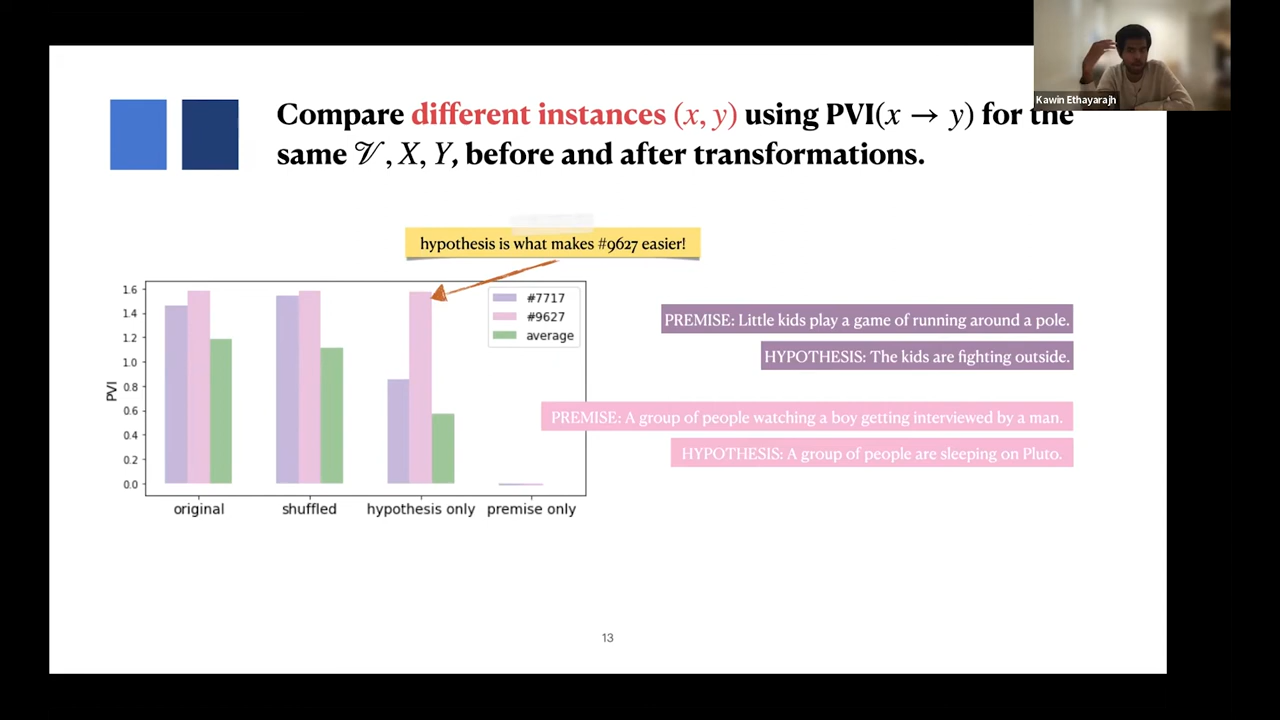 Kawin Ethayarajh
Compare different instances (x, y) using PVI(x → y) for the
same 𝒱, X, Y, before and after transformations.
hypothesis is what makes #9627 easier!
PVI
1.6
1.4
1.2
1.0
0.8
0.6
0.4
0.2
0.0
#7717
#9627
average
original shuffled hypothesis only premise only
PREMISE: Little kids play a game of running around a pole.
HYPOTHESIS: The kids are fighting outside.
PREMISE: A group of people watching a boy getting interviewed by a man.
HYPOTHESIS: A group of people are sleeping on Pluto.
13